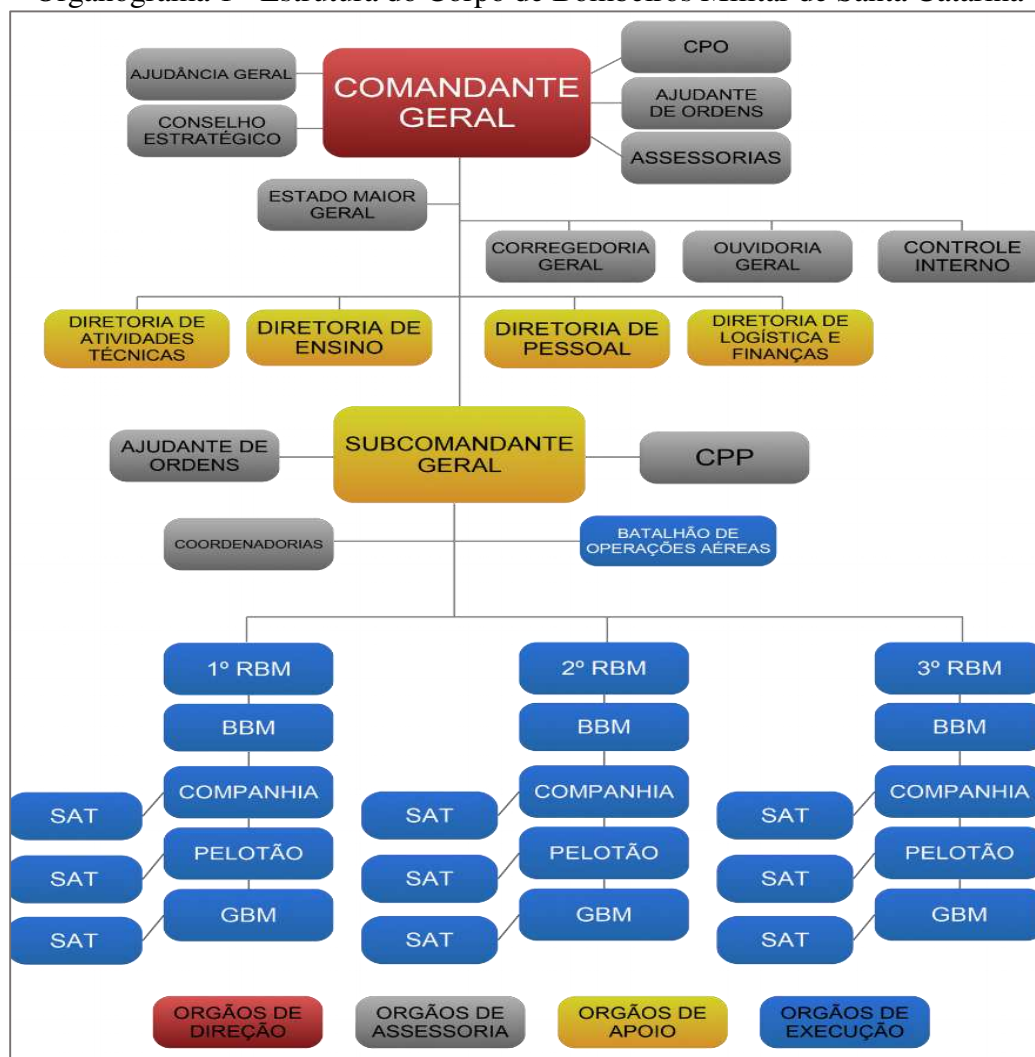 Organograma 1 - Estrutura do Corpo de Bombeiros Militar de Santa Catarina
AJUDÂNCIA GERAL
CONSELHO
ESTRATÉGICO
COMANDANTE
GERAL
CPO
AJUDANTE
DE ORDENS
ASSESSORIAS
ESTADO MAIOR
GERAL
CORREGEDORIA
GERAL
OUVIDORIA
GERAL
CONTROLE
INTERNO
DIRETORIA DE
ATIVIDADES
TÉCNICAS
DIRETORIA DE
ENSINO
DIRETORIA DE
PESSOAL
DIRETORIA DE
LOGÍSTICA E
FINANÇAS
AJUDANTE DE
ORDENS
SUBCOMANDANTE
GERAL
CPP
COORDENADORIAS
BATALHÃO DE
OPERAÇÕES AÉREAS
1º RBM
2º RBM
3º RBM
BBM
BBM
BBM
COMPANHIA
COMPANHIA
COMPANHIA
SAT
SAT
SAT
PELOTÃO
PELOTÃO
PELOTÃO
SAT
SAT
SAT
GBM
GBM
GBM
SAT
SAT
SAT
ORGÃOS DE
DIREÇÃO
ORGÃOS DE
ASSESSORIA
ORGÃOS DE
APOIO
ORGÃOS DE
EXECUÇÃO